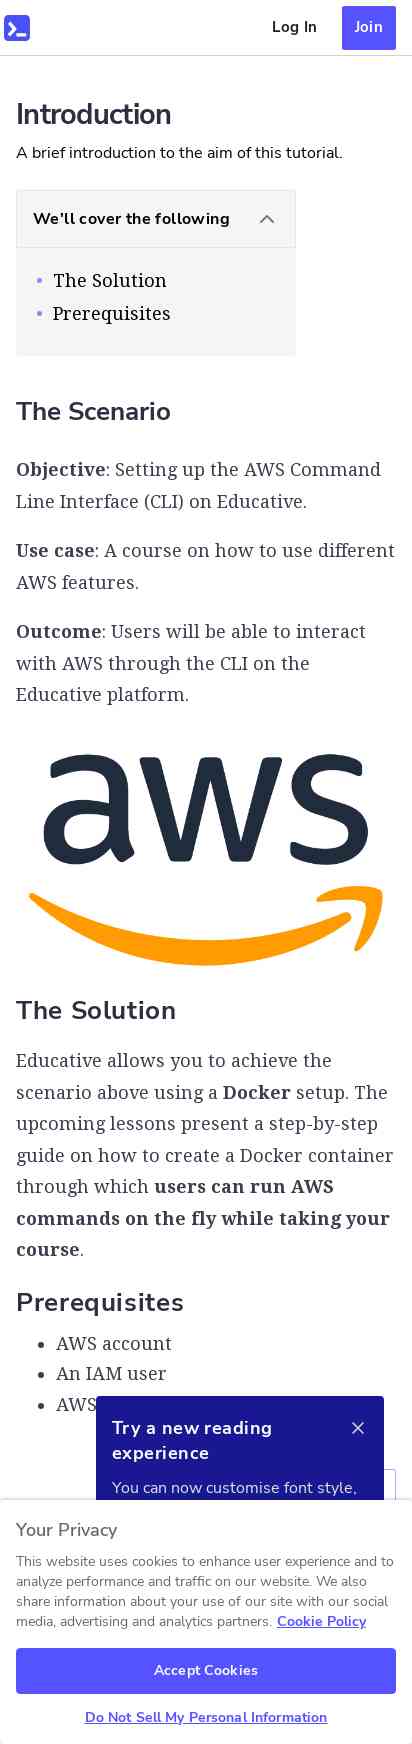 Log In
Join
Introduction
A brief introduction to the aim of this tutorial.
We'll cover the following
The Solution
Prerequisites
The Scenario
Objective: Setting up the AWS Command
Line Interface (CLI) on Educative.
Use case: A course on how to use different
AWS features.
Outcome: Users will be able to interact
with AWS through the CLI on the
Educative platform.
aws
The Solution
Educative allows you to achieve the
scenario above using a Docker setup. The
upcoming lessons present a step-by-step
guide on how to create a Docker container
through which users can run AWS
commands on the fly while taking your
course.
Prerequisites
AWS account
An IAM user
AWS
Try a new reading
experience
You can now customise font style,
Your Privacy
This website uses cookies to enhance user experience and to
analyze performance and traffic on our website. We also
share information about your use of our site with our social
media, advertising and analytics partners. Cookie Policy
Accept Cookies
Do Not Sell My Personal Information